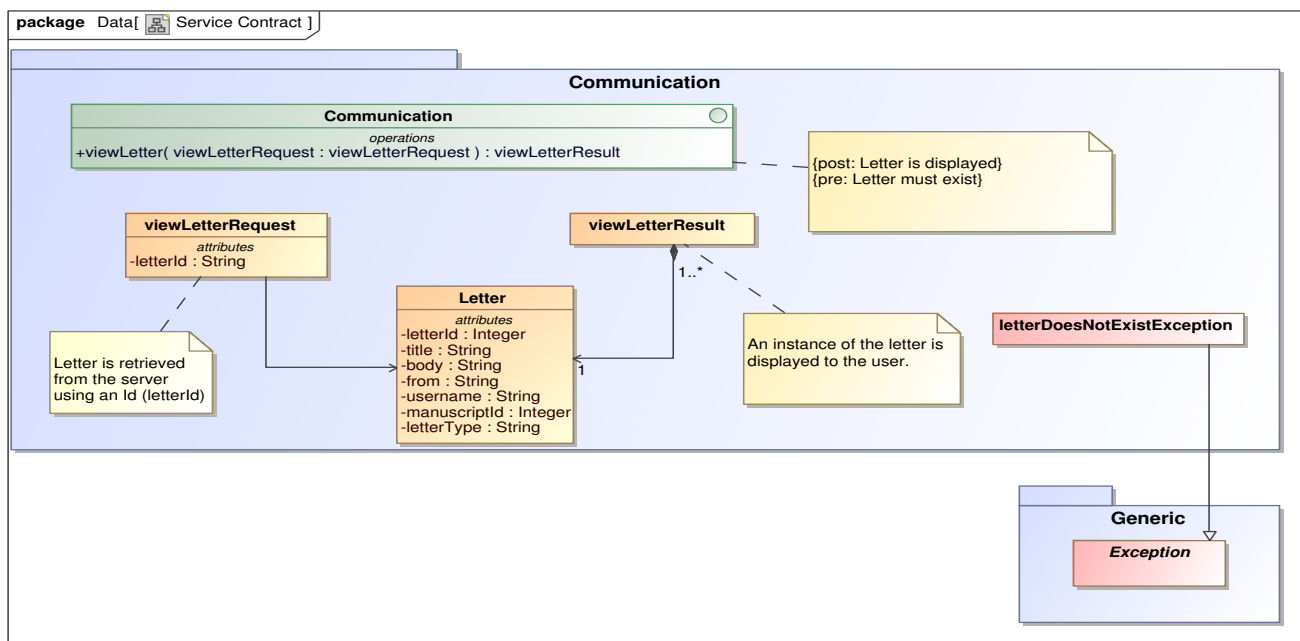 package Data[ Service Contract ]
Communication
Communication
operations
+viewLetter( viewLetterRequest : viewLetterRequest ) : viewLetterResult
{post: Letter is displayed}
{pre: Letter must exist}
viewLetterRequest
attributes
-letterId : String
viewLetterResult
1..*
Letter
attributes
-letterId : Integer
-title : String
-body : String
-from : String
-username : String
-manuscriptId : Integer
-letterType : String
1
Letter is retrieved
from the server
using an Id (letterId)
An instance of the letter is
displayed to the user.
letterDoesNotExistException
Generic
Exception